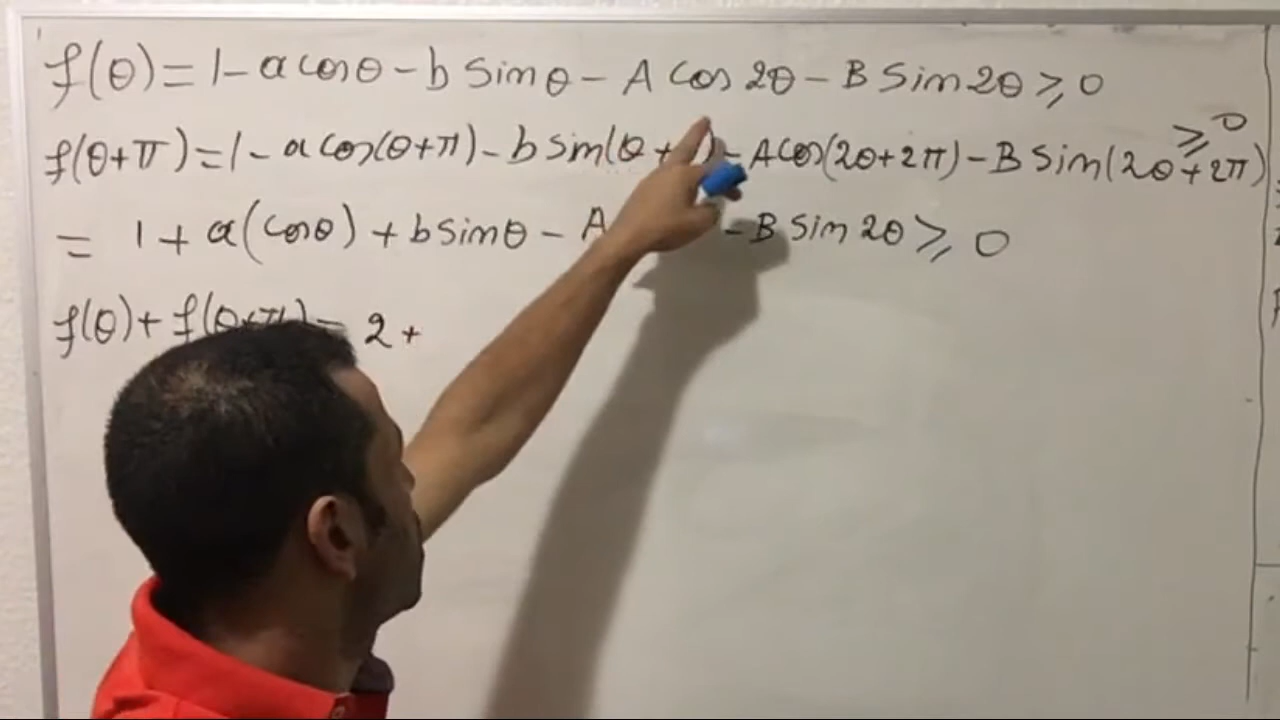 f(θ) = 1 - a cosθ - b sinθ - A cos 2θ - B sin 2θ ⩾ 0
f(θ+π) = 1 - a cos(θ+π) - b sin(θ + ) - A cos(2θ+2π) - B sin(2θ+2π) ⩾ 0
= 1 + a(cosθ) + b sinθ - A - B sin 2θ ⩾ 0
f(θ) + f(θ+π) = 2 +